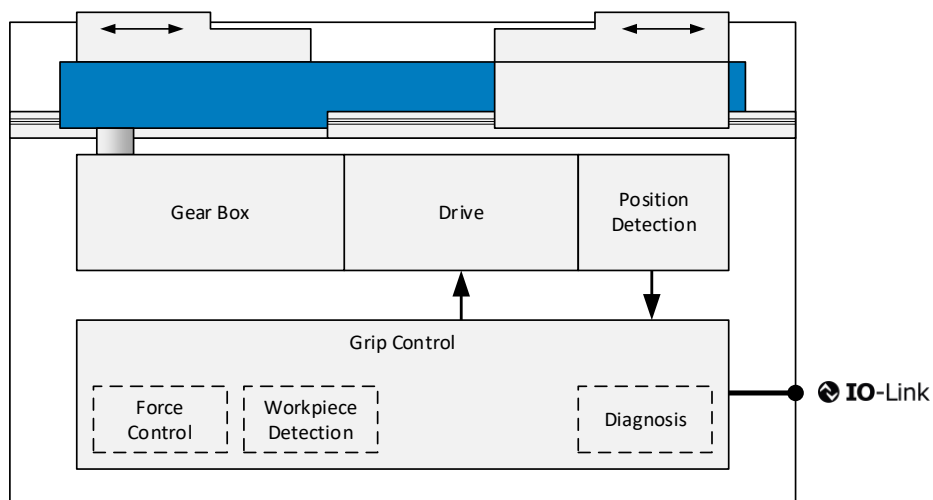 Gear Box
Drive
Position
Detection
Grip Control
Force
Control
Workpiece
Detection
Diagnosis
IO-Link